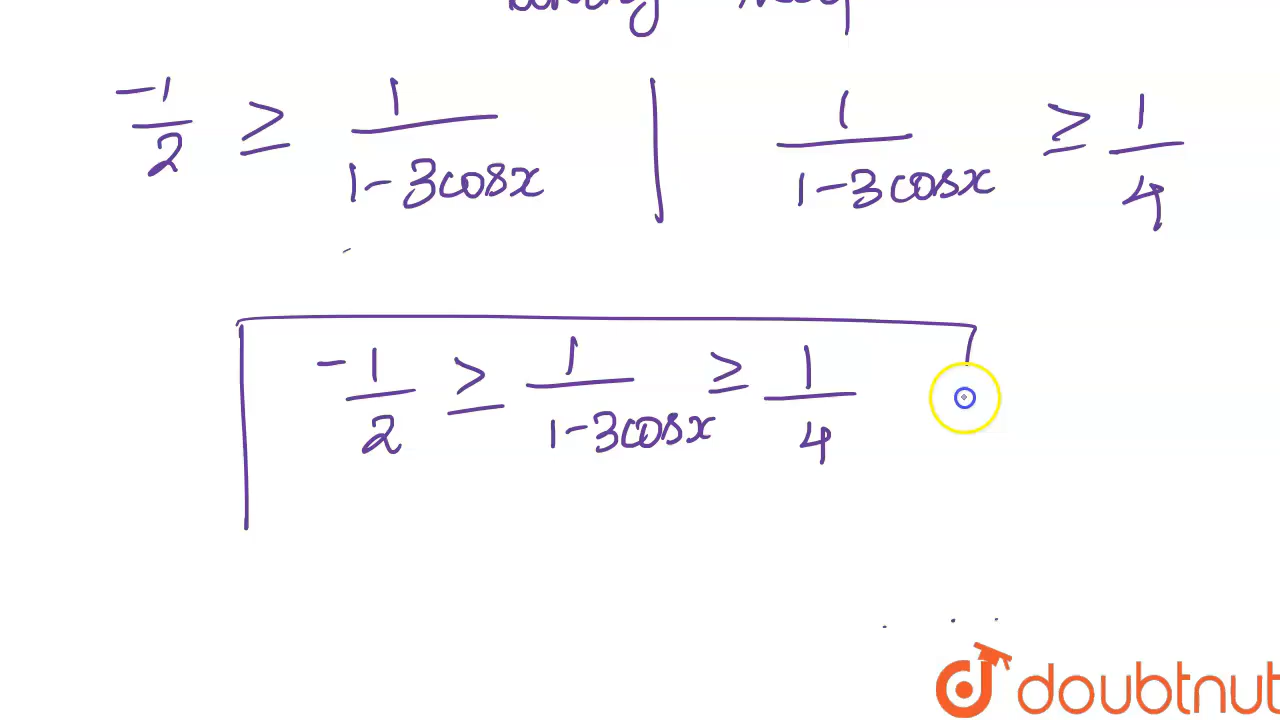 -1/2 ≥ 1/(1-3cosx) | 1/(1-3cosx) ≥ 1/4
-1/2 ≥ 1/(1-3cosx) ≥ 1/4
doubtnut